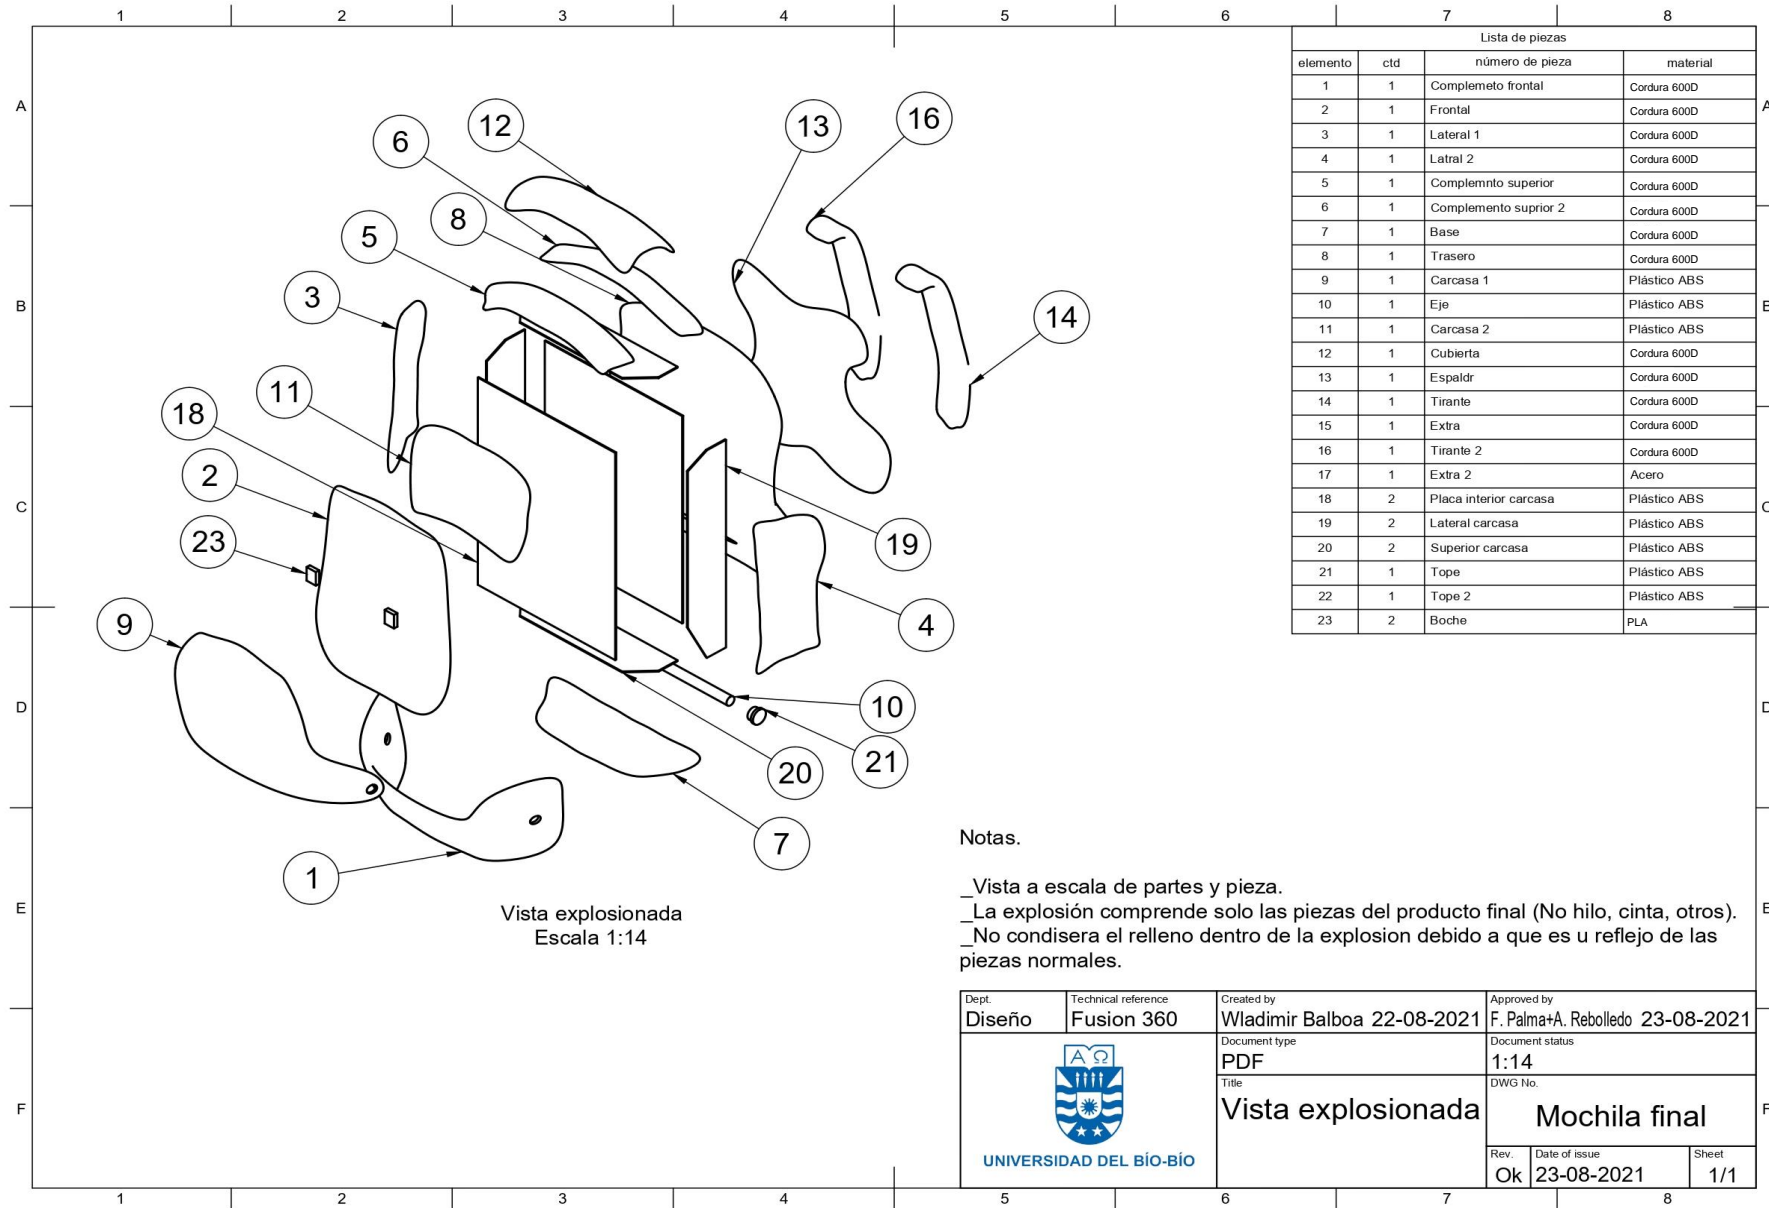 1 2 3 4 5 6 7 8
A
B
C
D
E
F
Lista de piezas
elemento ctd número de pieza material
1 1 Complemeto frontal Cordura 600D
2 1 Frontal Cordura 600D
3 1 Lateral 1 Cordura 600D
4 1 Latral 2 Cordura 600D
5 1 Complemnto superior Cordura 600D
6 1 Complemento suprior 2 Cordura 600D
7 1 Base Cordura 600D
8 1 Trasero Cordura 600D
9 1 Carcasa 1 Plástico ABS
10 1 Eje Plástico ABS
11 1 Carcasa 2 Plástico ABS
12 1 Cubierta Cordura 600D
13 1 Espaldr Cordura 600D
14 1 Tirante Cordura 600D
15 1 Extra Cordura 600D
16 1 Tirante 2 Cordura 600D
17 1 Extra 2 Acero
18 2 Placa interior carcasa Plástico ABS
19 2 Lateral carcasa Plástico ABS
20 2 Superior carcasa Plástico ABS
21 1 Tope Plástico ABS
22 1 Tope 2 Plástico ABS
23 2 Boche PLA
A
B
C
D
E
F
12
6
13
16
8
5
3
14
11
18
2
23
19
9
4
10
21
20
7
1
Vista explosionada
Escala 1:14
Notas.
_Vista a escala de partes y pieza.
_La explosión comprende solo las piezas del producto final (No hilo, cinta, otros).
_No condisera el relleno dentro de la explosion debido a que es u reflejo de las
piezas normales.
Dept. Technical reference Created by Approved by
Diseño Fusion 360 Wladimir Balboa 22-08-2021 F. Palma+A. Rebolledo 23-08-2021
Document type Document status
PDF 1:14
Title DWG No.
Vista explosionada Mochila final
Α Ω
UNIVERSIDAD DEL BÍO-BÍO
Rev. Date of issue Sheet
Ok 23-08-2021 1/1
1 2 3 4 5 6 7 8